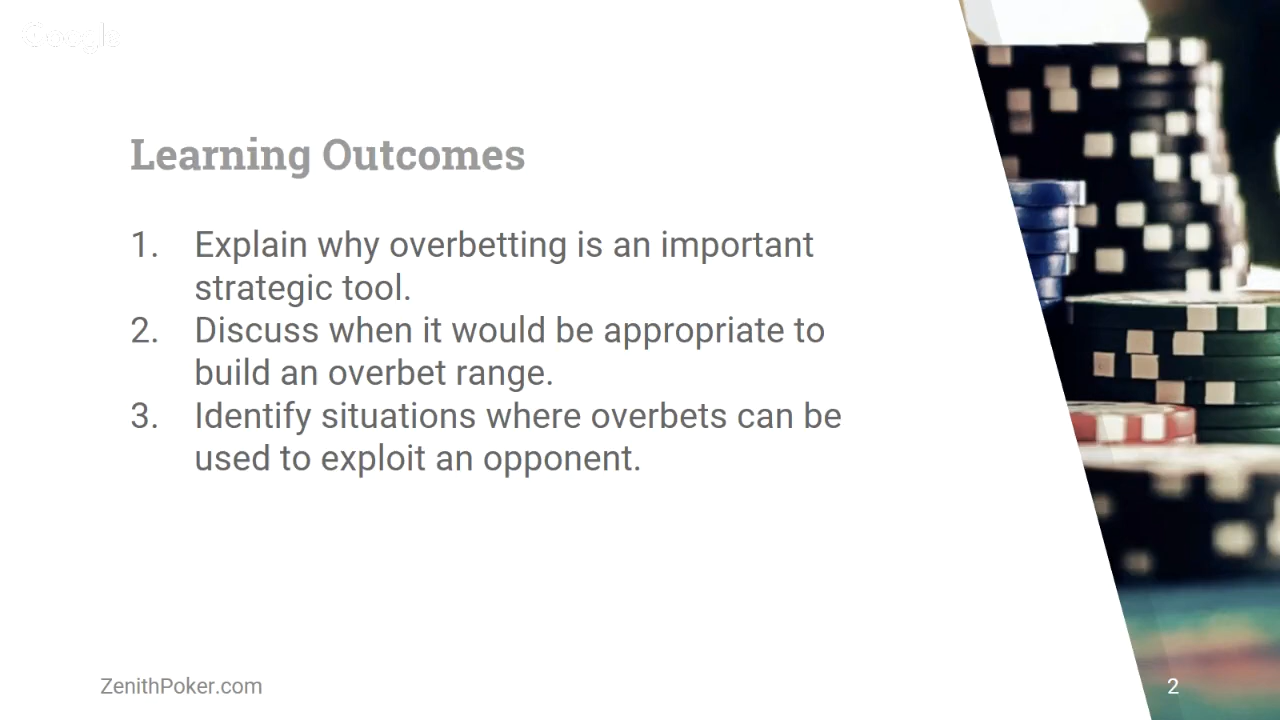 Google
Learning Outcomes
1. Explain why overbetting is an important
strategic tool.
2. Discuss when it would be appropriate to
build an overbet range.
3. Identify situations where overbets can be
used to exploit an opponent.
ZenithPoker.com
2